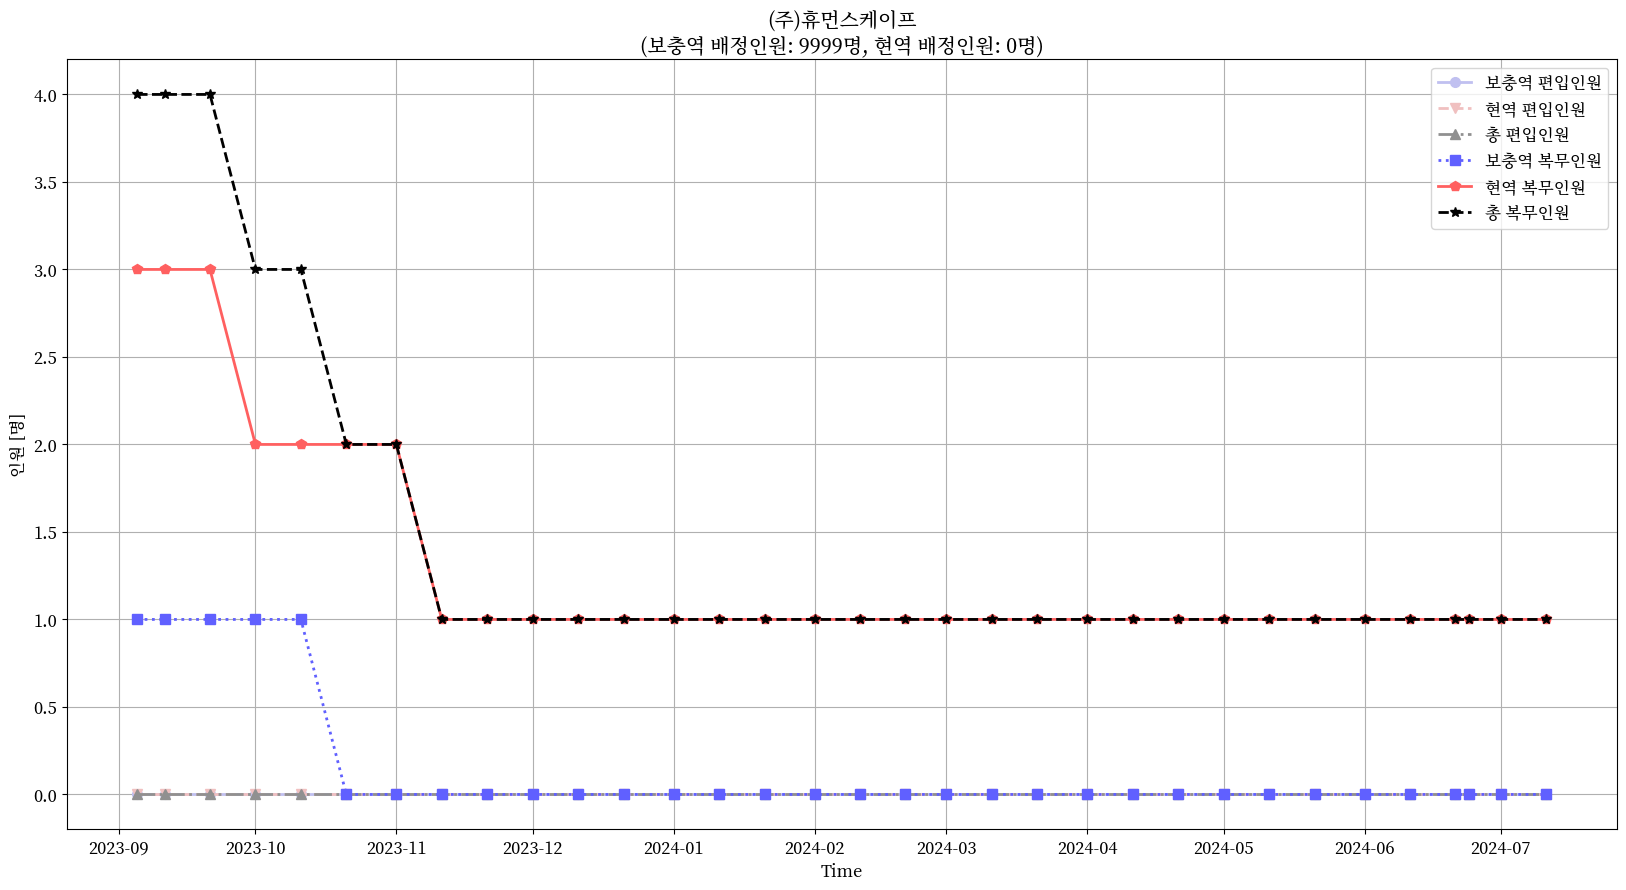 (주)휴먼스케이프
(보충역 배정인원: 9999명, 현역 배정인원: 0명)
보충역 편입인원
현역 편입인원
총 편입인원
보충역 복무인원
현역 복무인원
총 복무인원
4.0
3.5
3.0
2.5
2.0
1.5
1.0
0.5
0.0
인원 [명]
2023-09 2023-10 2023-11 2023-12 2024-01 2024-02 2024-03 2024-04 2024-05 2024-06 2024-07
Time